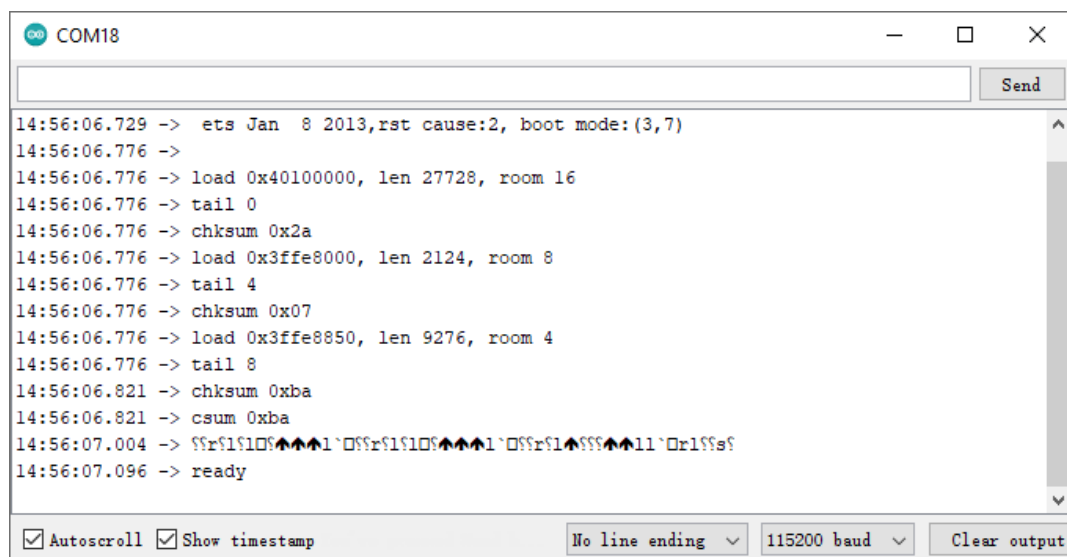 COM18
Send
14:56:06.729 ->  ets Jan  8 2013,rst cause:2, boot mode:(3,7)
14:56:06.776 ->
14:56:06.776 -> load 0x40100000, len 27728, room 16
14:56:06.776 -> tail 0
14:56:06.776 -> chksum 0x2a
14:56:06.776 -> load 0x3ffe8000, len 2124, room 8
14:56:06.776 -> tail 4
14:56:06.776 -> chksum 0x07
14:56:06.776 -> load 0x3ffe8850, len 9276, room 4
14:56:06.776 -> tail 8
14:56:06.821 -> chksum 0xba
14:56:06.821 -> csum 0xba
14:56:07.004 ->
14:56:07.096 -> ready
Autoscroll Show timestamp No line ending 115200 baud Clear output